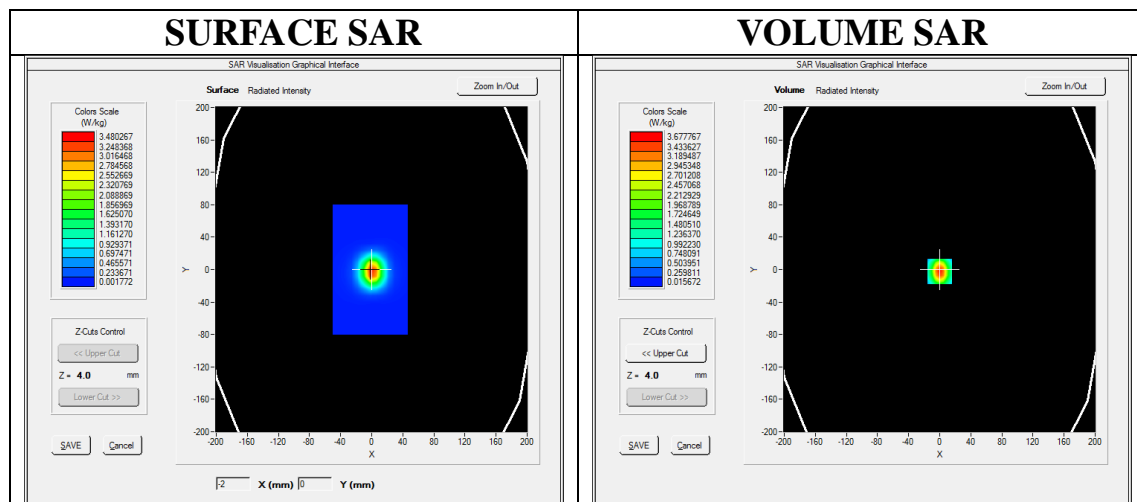 SURFACE SAR
SAR Visualisation Graphical Interface
Surface Radiated Intensity
Zoom In/Out
Colors Scale
(W/kg)
3.480267
3.248368
3.016468
2.784568
2.552669
2.320769
2.088869
1.856969
1.625070
1.393170
1.161270
0.929371
0.697471
0.465571
0.233671
0.001772
Z-Cuts Control
<< Upper Cut
Z = 4.0 mm
Lower Cut >>
SAVE Cancel
200
160
120
80
40
0
-40
-80
-120
-160
-200
Y
-200 -160 -120 -80 -40 0 40 80 120 160 200
X
-2 X (mm) 0 Y (mm)
VOLUME SAR
SAR Visualisation Graphical Interface
Volume Radiated Intensity
Zoom In/Out
Colors Scale
(W/kg)
3.677767
3.433627
3.189487
2.945348
2.701208
2.457068
2.212929
1.968789
1.724649
1.480510
1.236370
0.992230
0.748091
0.503951
0.259811
0.015672
Z-Cuts Control
<< Upper Cut
Z = 4.0 mm
Lower Cut >>
SAVE Cancel
200
160
120
80
40
0
-40
-80
-120
-160
-200
Y
-200 -160 -120 -80 -40 0 40 80 120 160 200
X